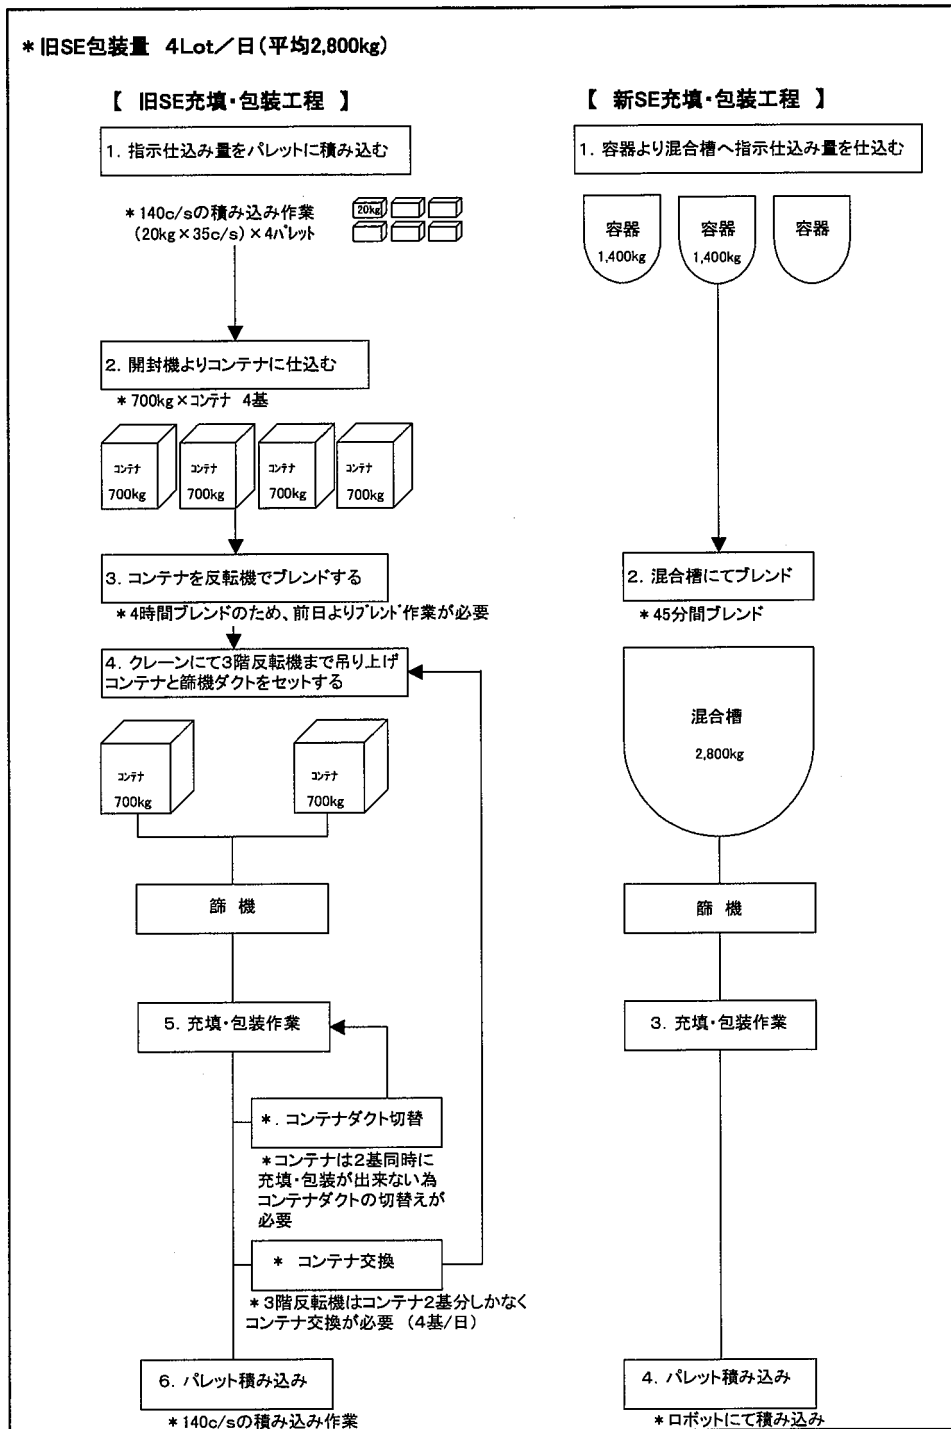 ＊旧SE包装量　4Lot／日（平均2,800kg）
【　旧SE充填・包装工程　】
1．指示仕込み量をパレットに積み込む
＊140c/sの積み込み作業
（20kg×35c/s）×4パレット
20kg
2．開封機よりコンテナに仕込む
＊700kg×コンテナ　4基
コンテナ
700kg
コンテナ
700kg
コンテナ
700kg
コンテナ
700kg
3．コンテナを反転機でブレンドする
＊4時間ブレンドのため、前日よりブレンド作業が必要
4．クレーンにて3階反転機まで吊り上げ
コンテナと篩機ダクトをセットする
コンテナ
700kg
コンテナ
700kg
篩　機
5．充填・包装作業
＊．コンテナダクト切替
＊コンテナは2基同時に
充填・包装が出来ない為
コンテナダクトの切替えが
必要
＊　コンテナ交換
＊3階反転機はコンテナ2基分しかなく
コンテナ交換が必要　（4基/日）
6．パレット積み込み
＊140c/sの積み込み作業
【　新SE充填・包装工程　】
1．容器より混合槽へ指示仕込み量を仕込む
容器
1,400kg
容器
1,400kg
容器
2．混合槽にてブレンド
＊45分間ブレンド
混合槽
2,800kg
篩　機
3．充填・包装作業
4．パレット積み込み
＊ロボットにて積み込み